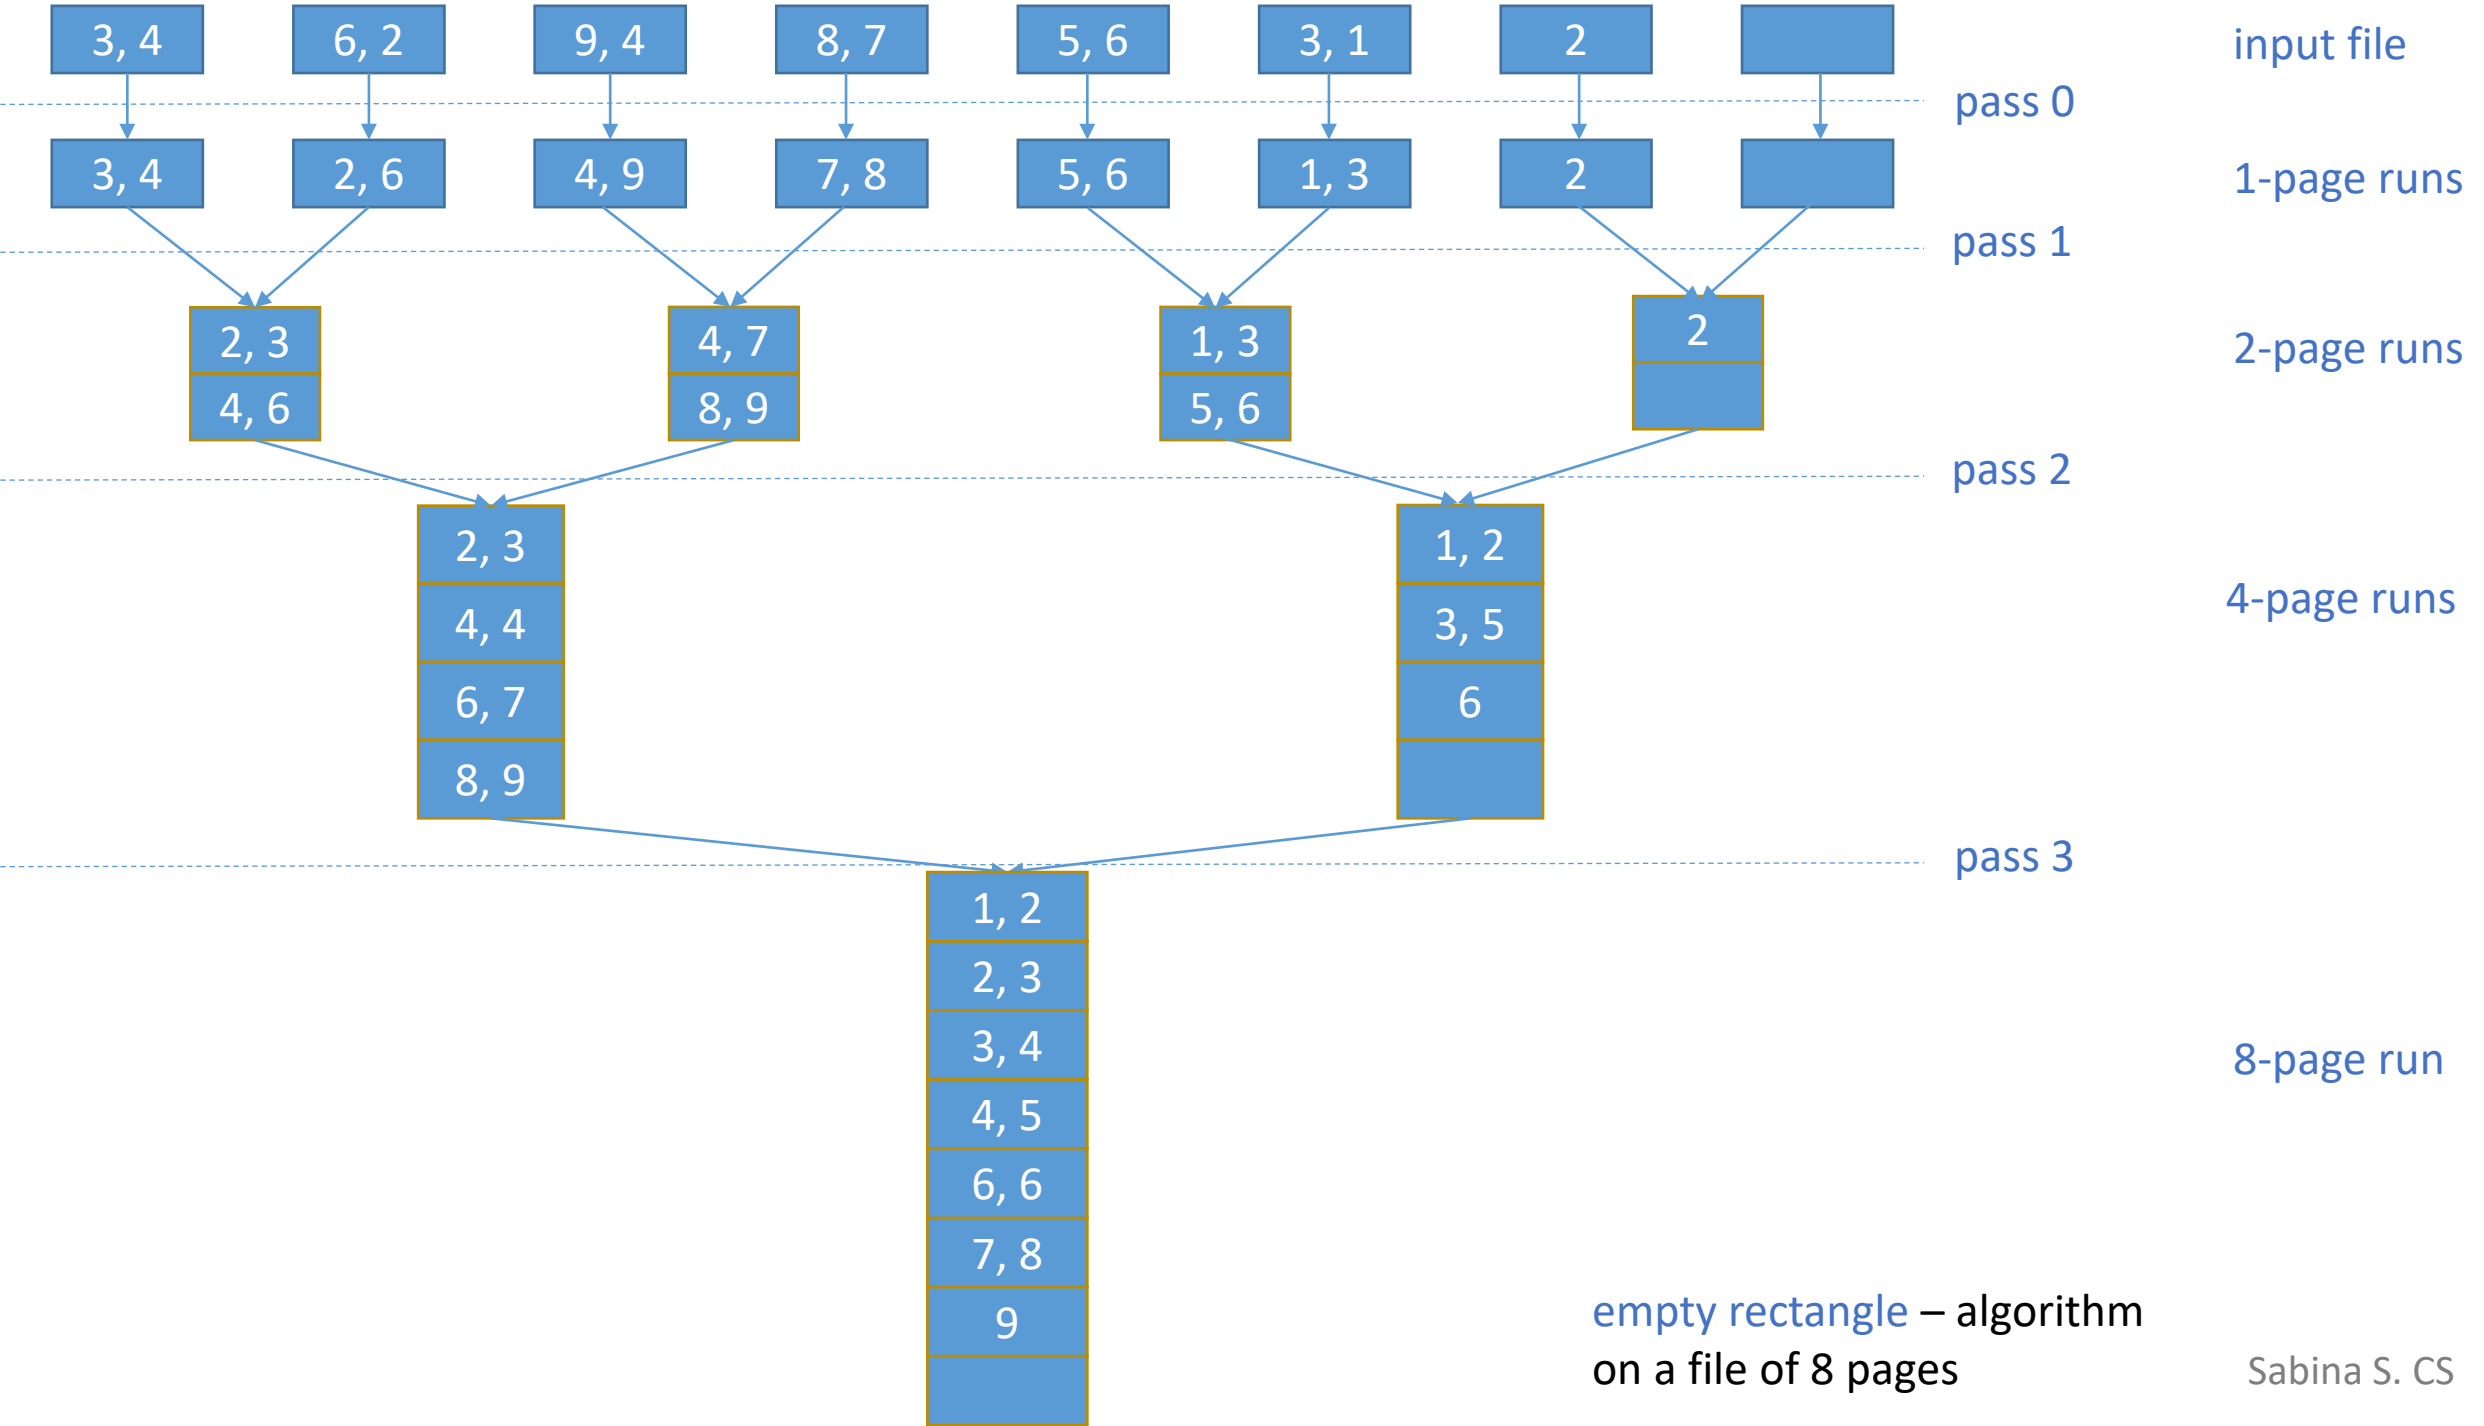 3, 4 6, 2 9, 4 8, 7 5, 6 3, 1 2 input file
pass 0
3, 4 2, 6 4, 9 7, 8 5, 6 1, 3 2 1-page runs
pass 1
2, 3 4, 7 1, 3 2 2-page runs
4, 6 8, 9 5, 6
pass 2
2, 3 1, 2
4, 4 3, 5 4-page runs
6, 7 6
8, 9
pass 3
1, 2
2, 3
3, 4 8-page run
4, 5
6, 6
7, 8
9
empty rectangle – algorithm
on a file of 8 pages
Sabina S. CS